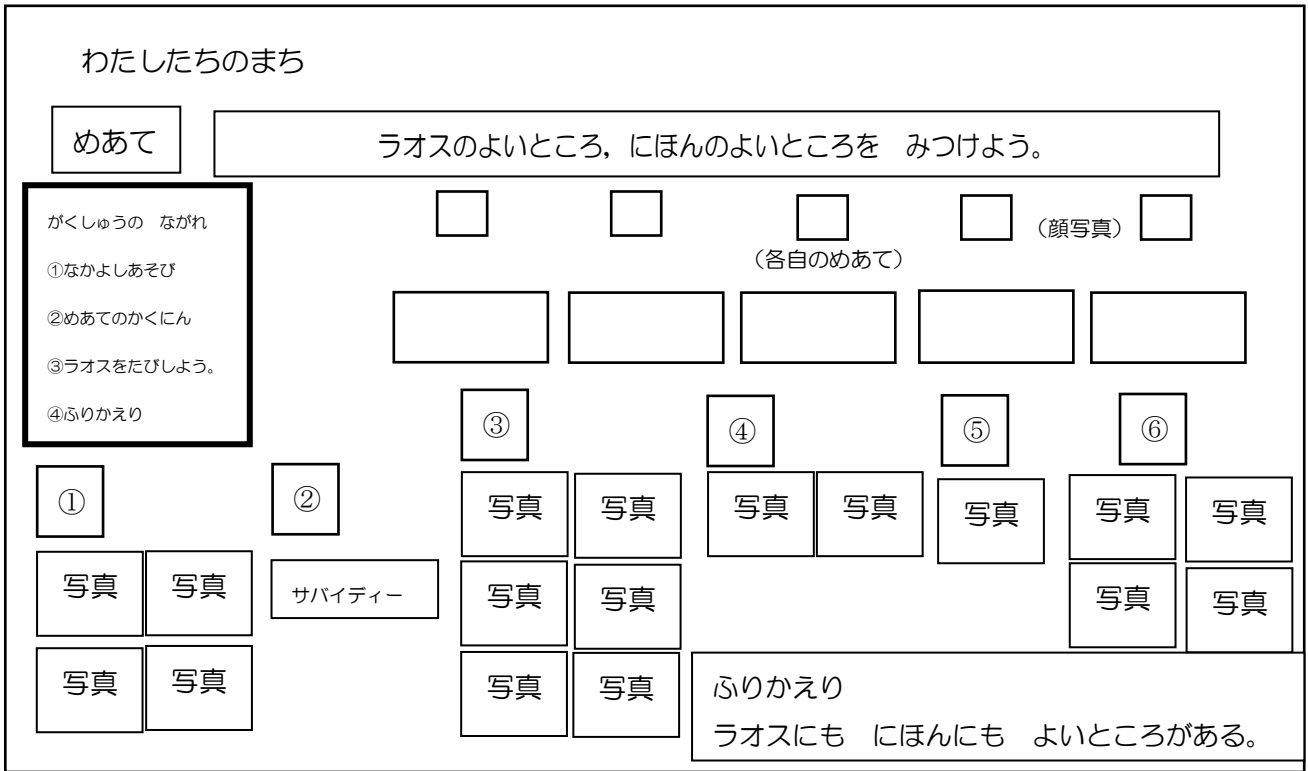 わたしたちのまち
めあて
ラオスのよいところ，にほんのよいところを　みつけよう。
がくしゅうの　ながれ
①なかよしあそび
②めあてのかくにん
③ラオスをたびしよう。
④ふりかえり
（顔写真）
（各自のめあて）
①
写真　写真
写真　写真
②
サバイディー
③
写真　写真
写真　写真
写真　写真
④
写真　写真
⑤
写真
⑥
写真　写真
写真　写真
ふりかえり
ラオスにも　にほんにも　よいところがある。